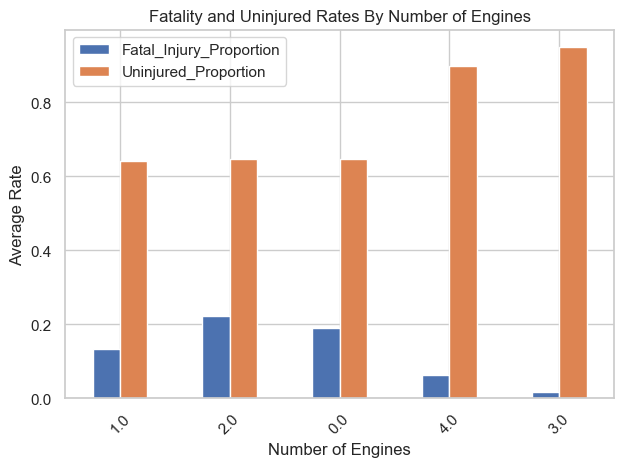 Fatality and Uninjured Rates By Number of Engines
Fatal_Injury_Proportion
Uninjured_Proportion
Average Rate
0.8
0.6
0.4
0.2
0.0
1.0
2.0
0.0
4.0
3.0
Number of Engines